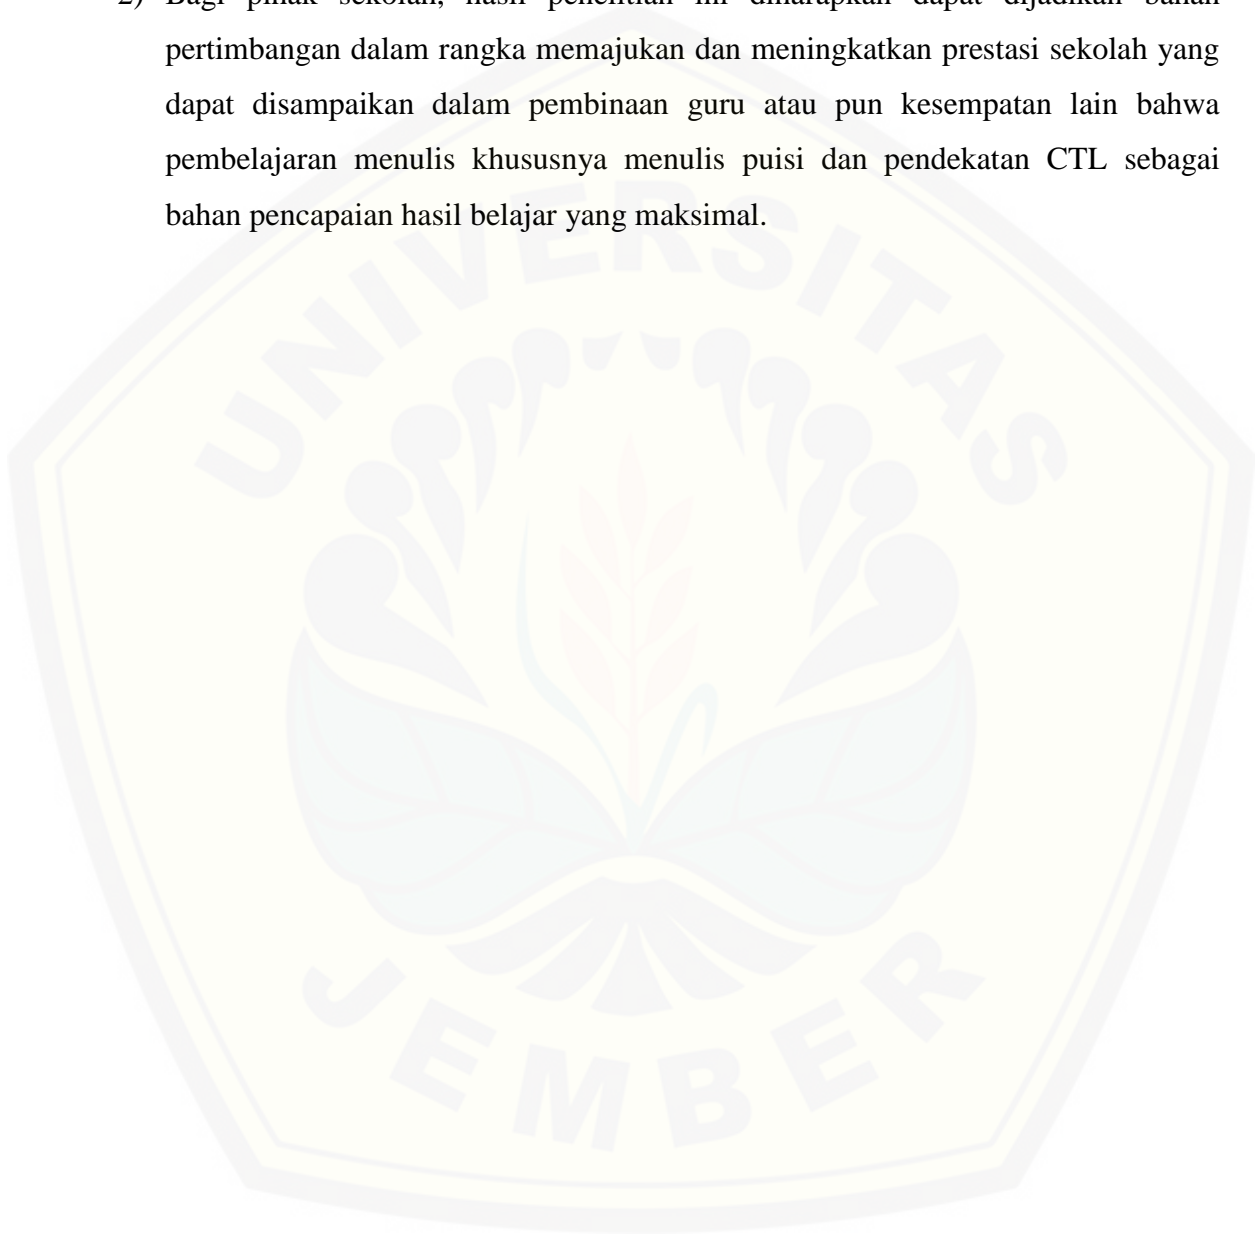 2) Bagi pihak sekolah, hasil penelitian ini diharapkan dapat dijadikan bahan
pertimbangan dalam rangka memajukan dan meningkatkan prestasi sekolah yang
dapat disampaikan dalam pembinaan guru atau pun kesempatan lain bahwa
pembelajaran menulis khususnya menulis puisi dan pendekatan CTL sebagai
bahan pencapaian hasil belajar yang maksimal.
UNIVERSITAS
JEMBER